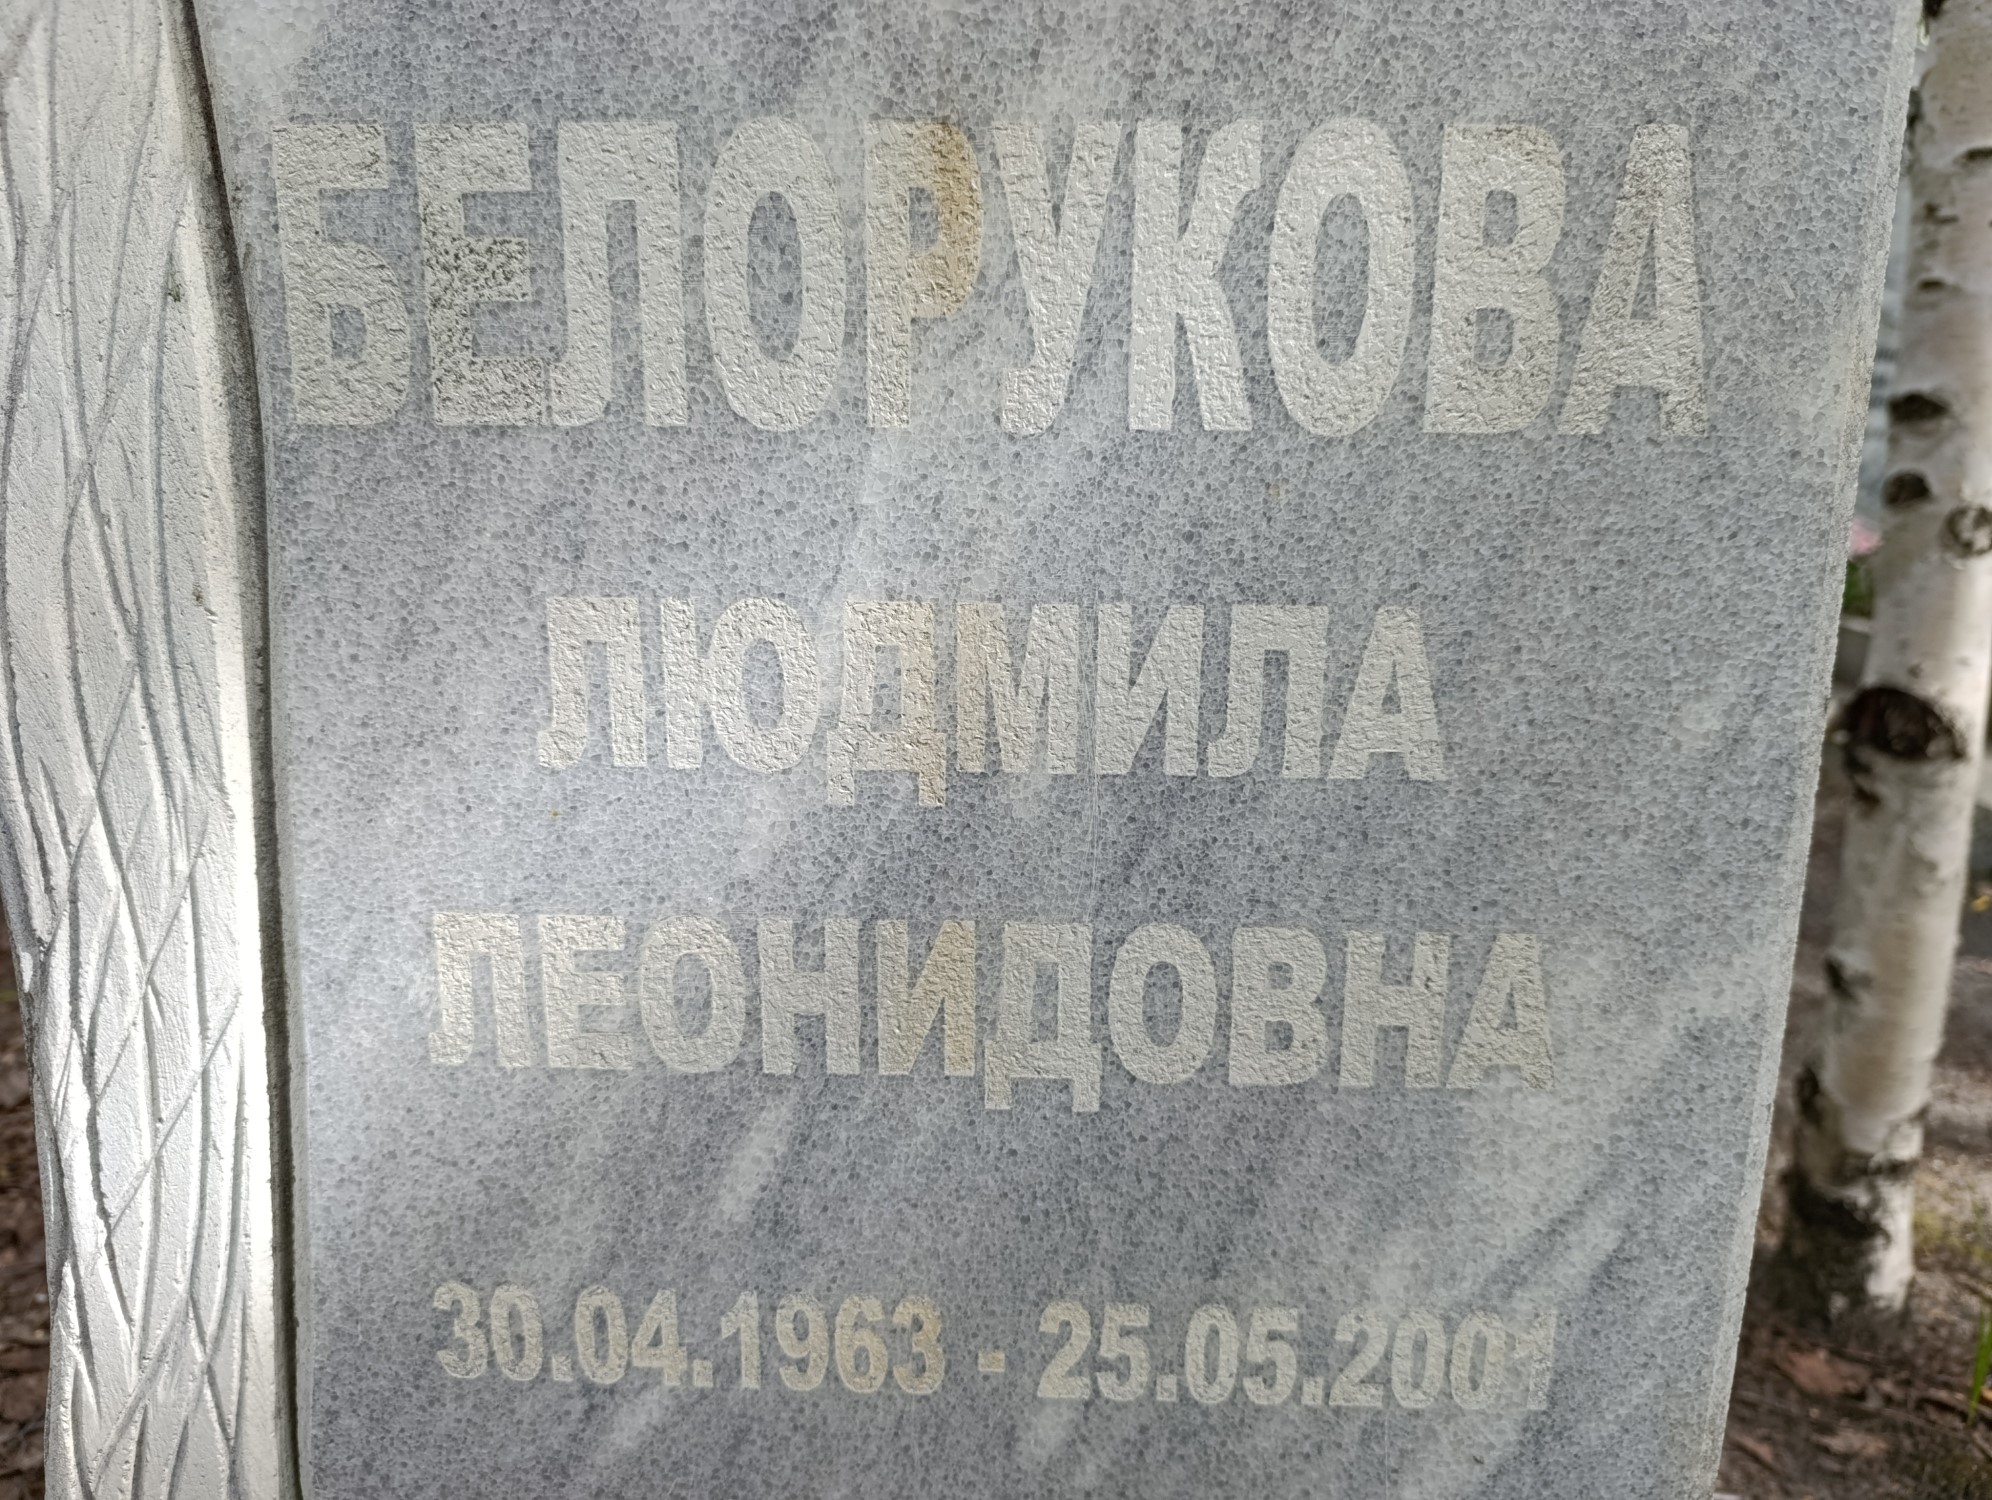 БЕЛОРУКОВА
ЛЮДМИЛА
ЛЕОНИДОВНА
30.04.1963 - 25.05.2001